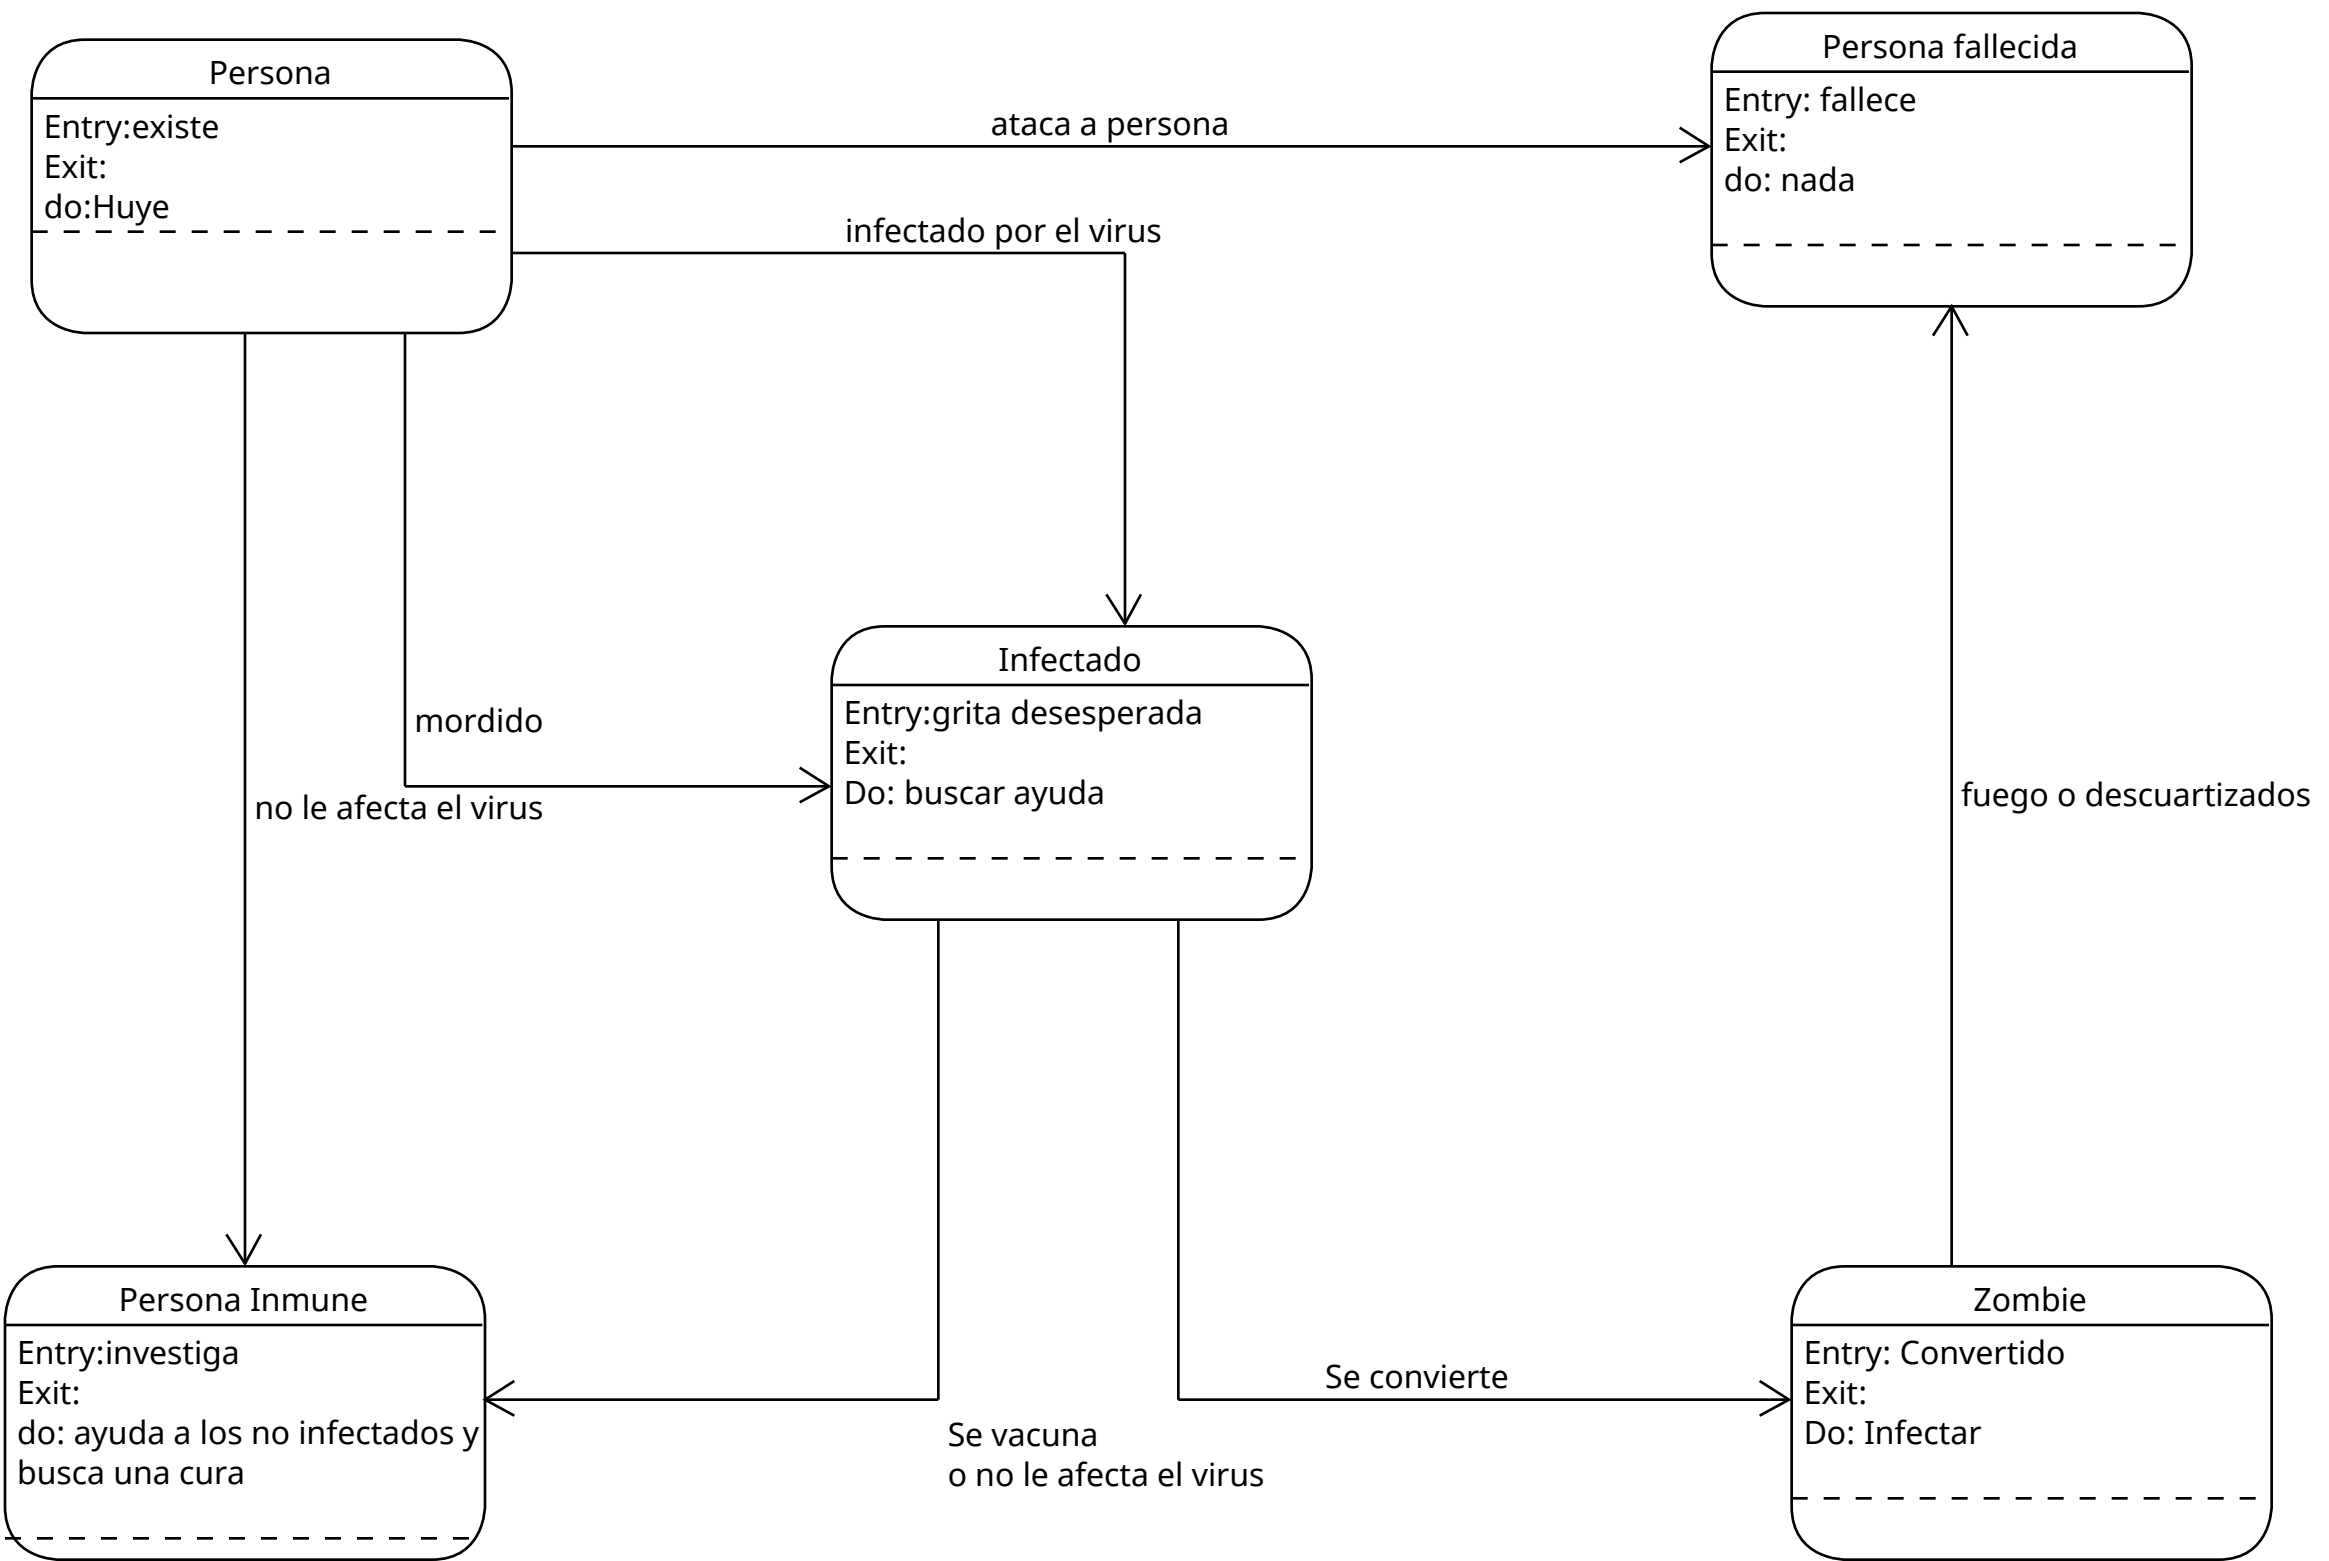 Persona
Entry:existe
Exit:
do:Huye
ataca a persona
Persona fallecida
Entry: fallece
Exit:
do: nada
infectado por el virus
Infectado
Entry:grita desesperada
Exit:
Do: buscar ayuda
mordido
no le afecta el virus
fuego o descuartizados
Persona Inmune
Entry:investiga
Exit:
do: ayuda a los no infectados y
busca una cura
Se vacuna
o no le afecta el virus
Se convierte
Zombie
Entry: Convertido
Exit:
Do: Infectar